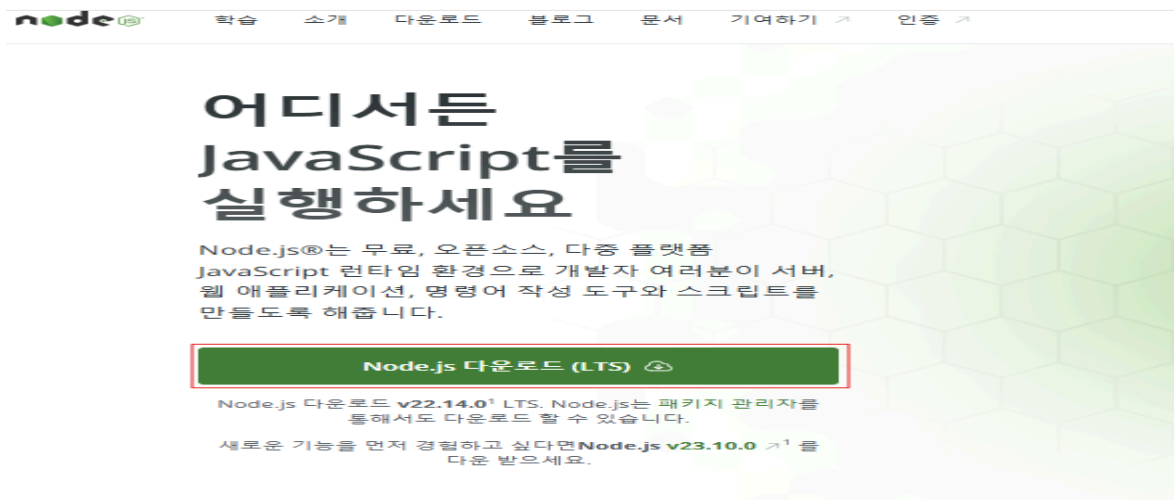 node JS
학습 소개 다운로드 블로그 문서 기여하기 ↗ 인증 ↗
어디서든
JavaScript를
실행하세요
Node.js®는 무료, 오픈소스, 다중 플랫폼
JavaScript 런타임 환경으로 개발자 여러분이 서버,
웹 애플리케이션, 명령어 작성 도구와 스크립트를
만들도록 해줍니다.
Node.js 다운로드 (LTS)
Node.js 다운로드 v22.14.0¹ LTS. Node.js는 패키지 관리자를
통해서도 다운로드 할 수 있습니다.
새로운 기능을 먼저 경험하고 싶다면Node.js v23.10.0 ↗¹ 를
다운 받으세요.